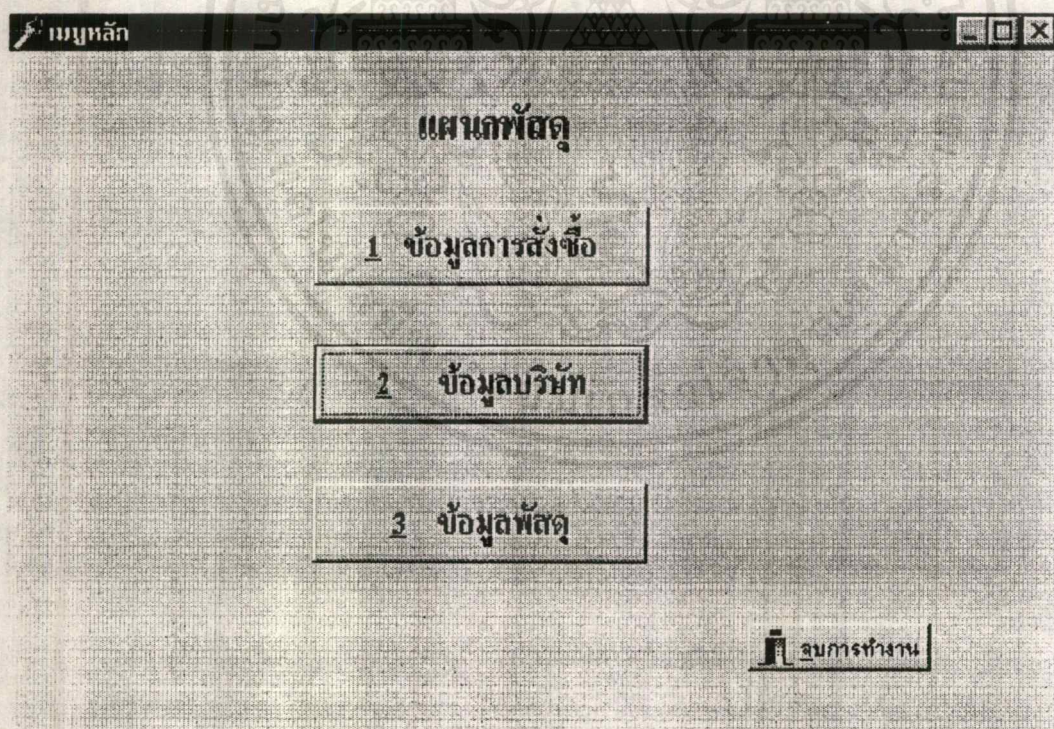 เมนูหลัก
แผนกพัสดุ
1 ข้อมูลการสั่งซื้อ
2 ข้อมูลบริษัท
3 ข้อมูลพัสดุ
จบการทำงาน